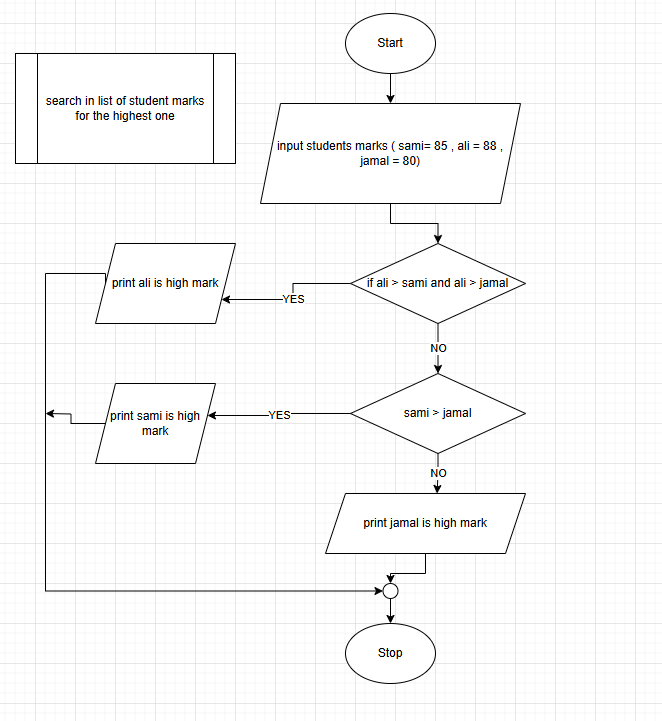 Start
search in list of student marks
for the highest one
input students marks ( sami= 85 , ali = 88 ,
jamal = 80)
print ali is high mark
if ali > sami and ali > jamal
YES
NO
print sami is high
mark
YES
sami > jamal
NO
print jamal is high mark
Stop